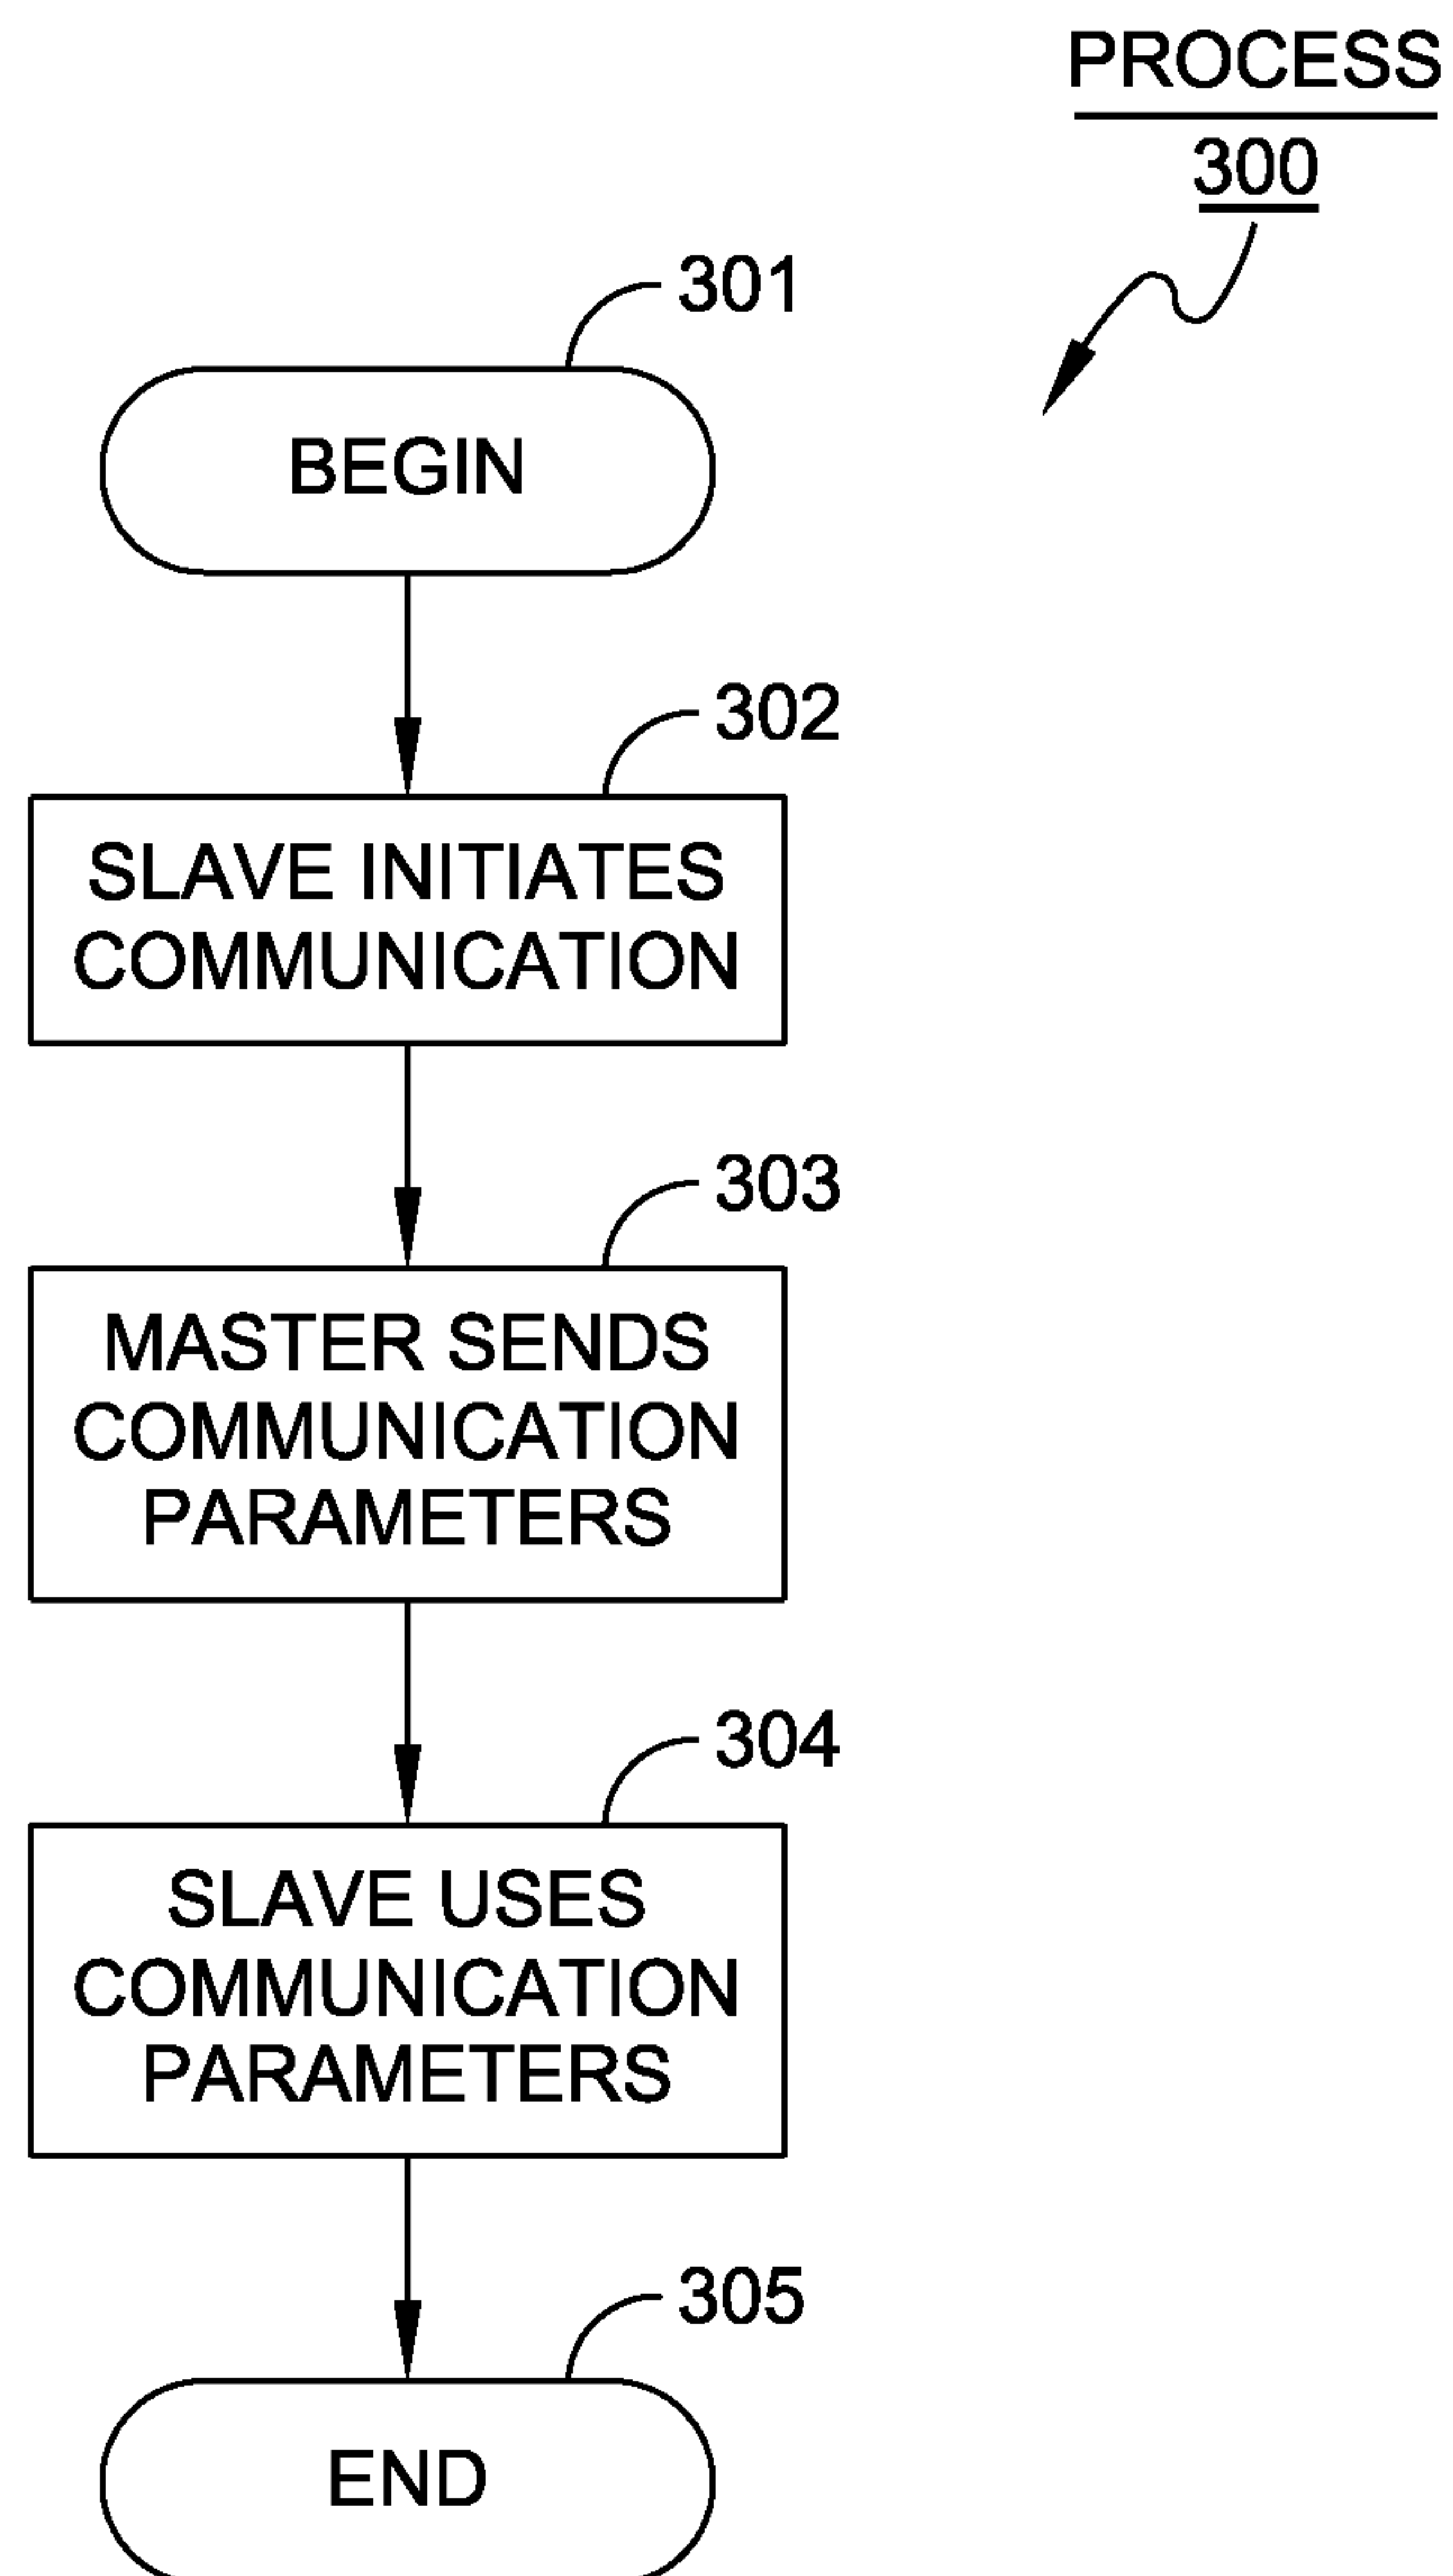 PROCESS
300
301
BEGIN
302
SLAVE INITIATES
COMMUNICATION
303
MASTER SENDS
COMMUNICATION
PARAMETERS
304
SLAVE USES
COMMUNICATION
PARAMETERS
305
END